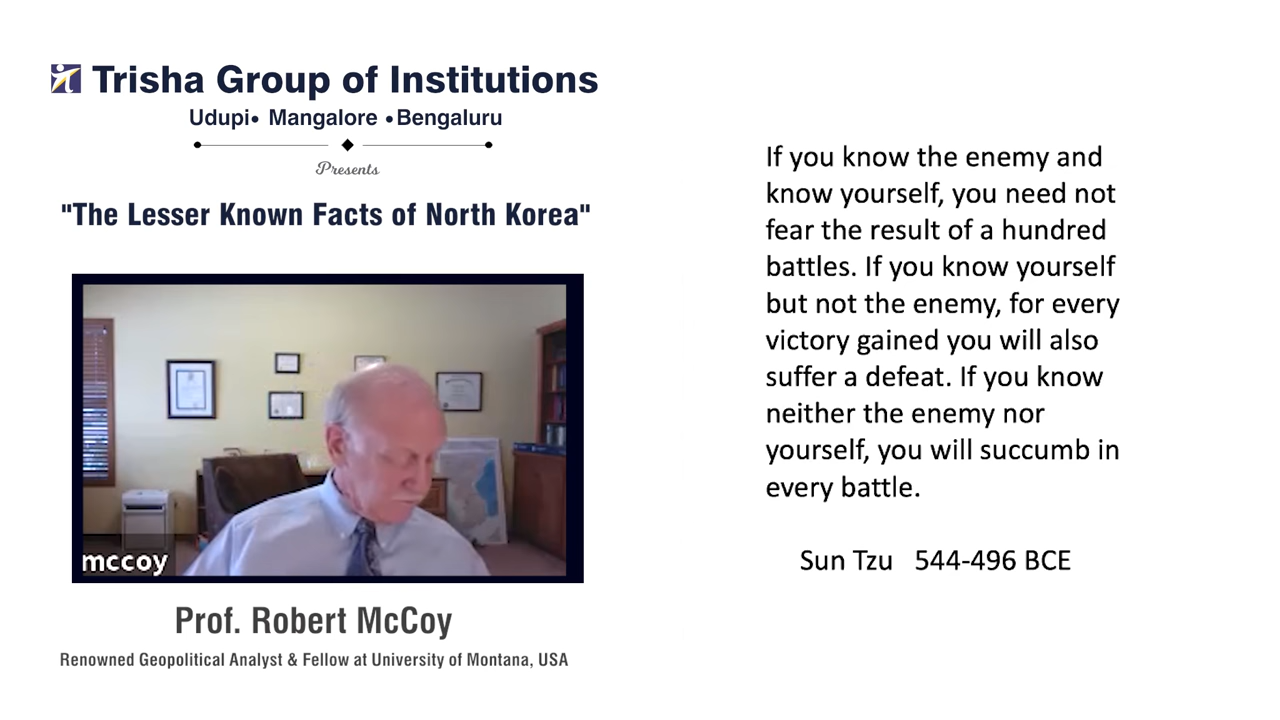 Trisha Group of Institutions
Udupi• Mangalore •Bengaluru
Presents
"The Lesser Known Facts of North Korea"
mccoy
Prof. Robert McCoy
Renowned Geopolitical Analyst & Fellow at University of Montana, USA
If you know the enemy and
know yourself, you need not
fear the result of a hundred
battles. If you know yourself
but not the enemy, for every
victory gained you will also
suffer a defeat. If you know
neither the enemy nor
yourself, you will succumb in
every battle.
Sun Tzu 544-496 BCE